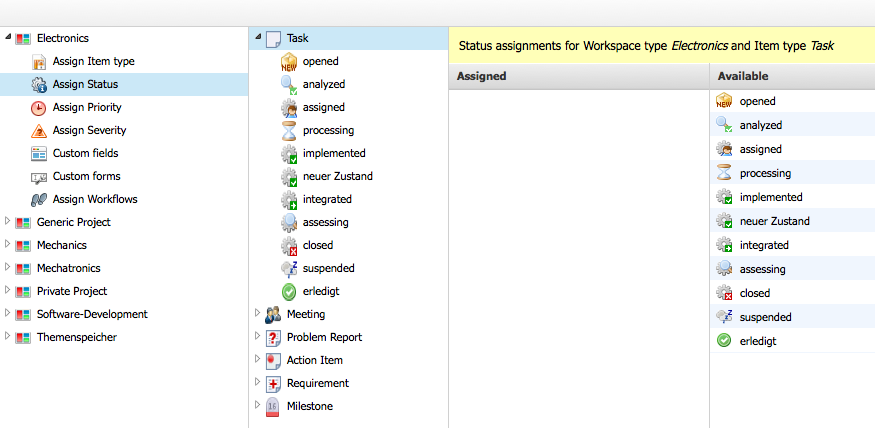 Electronics
Assign Item type
Assign Status
Assign Priority
Assign Severity
Custom fields
Custom forms
Assign Workflows
Generic Project
Mechanics
Mechatronics
Private Project
Software-Development
Themenspeicher
Task
NEW opened
analyzed
assigned
processing
implemented
neuer Zustand
integrated
assessing
closed
suspended
erledigt
Meeting
Problem Report
Action Item
Requirement
16 Milestone
Status assignments for Workspace type Electronics and Item type Task
Assigned
Available
NEW opened
analyzed
assigned
processing
implemented
neuer Zustand
integrated
assessing
closed
suspended
erledigt